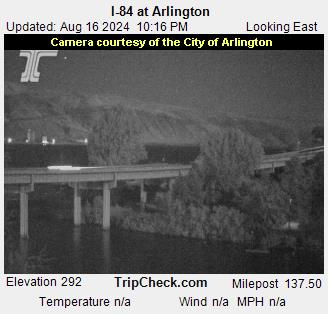 I-84 at Arlington
Updated: Aug 16 2024 10:16 PM Looking East
Camera courtesy of the City of Arlington
Elevation 292 TripCheck.com Milepost 137.50
Temperature n/a Wind n/a MPH n/a